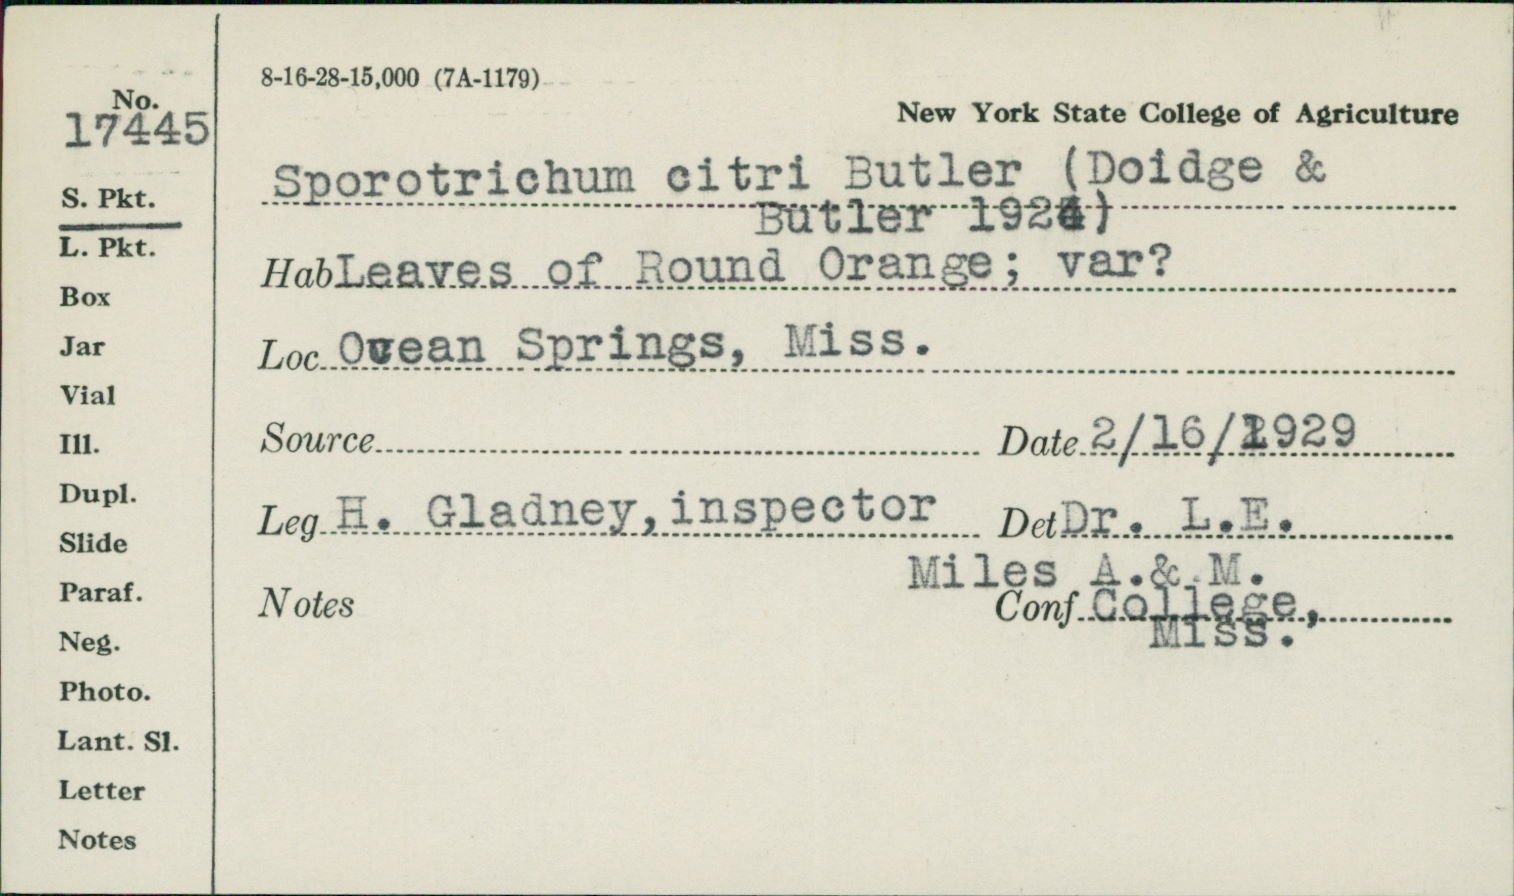 8-16-28-15,000 (7A-1179)
New York State College of Agriculture
No.
17445
S. Pkt.
L. Pkt.
Box
Jar
Vial
Ill.
Dupl.
Slide
Paraf.
Neg.
Photo.
Lant. Sl.
Letter
Notes
Sporotrichum citri Butler (Doidge &
Butler 1924)
Hab Leaves of Round Orange; var?
Loc Ocean Springs, Miss.
Source Date 2/16/1929
Leg H. Gladney, inspector Det Dr. L.E.
Miles A.& M.
Notes Conf College,
Miss.